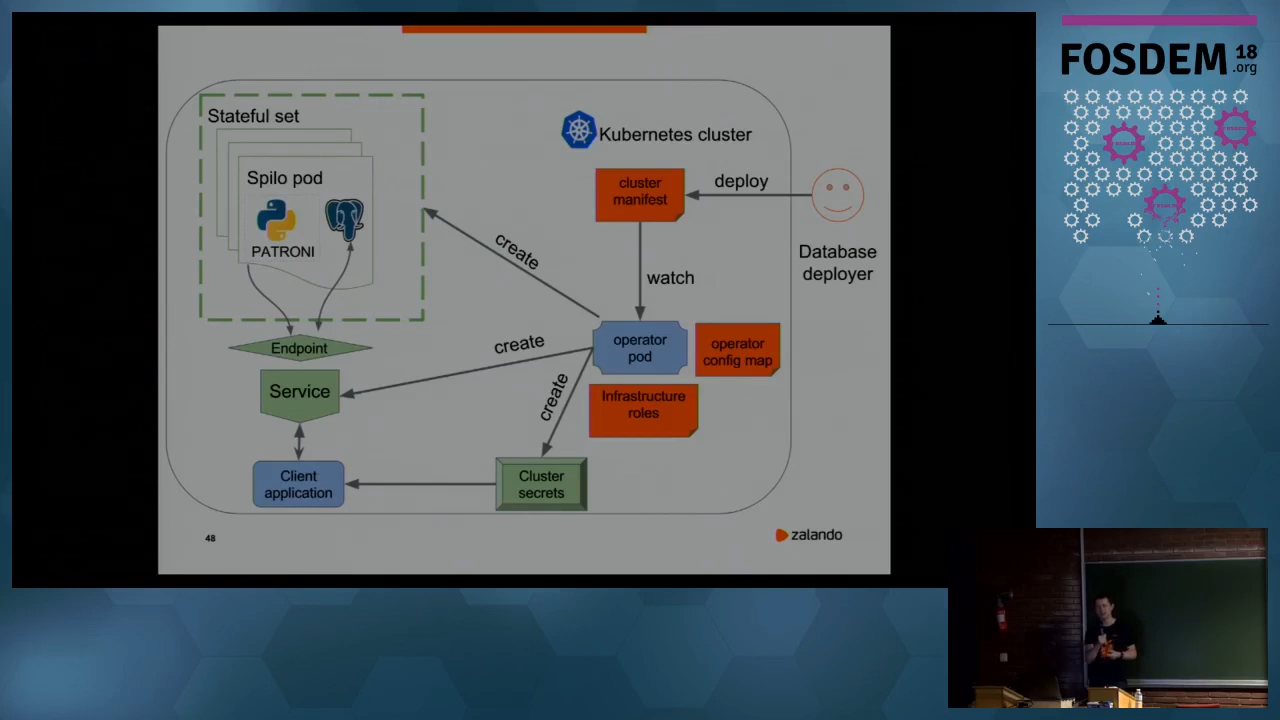 FOSDEM 18
.org
Stateful set
Spilo pod
PATRONI
Endpoint
Service
Client
application
Kubernetes cluster
cluster
manifest
deploy
Database
deployer
create
watch
create
create
operator
pod
operator
config map
Infrastructure
roles
Cluster
secrets
48
zalando